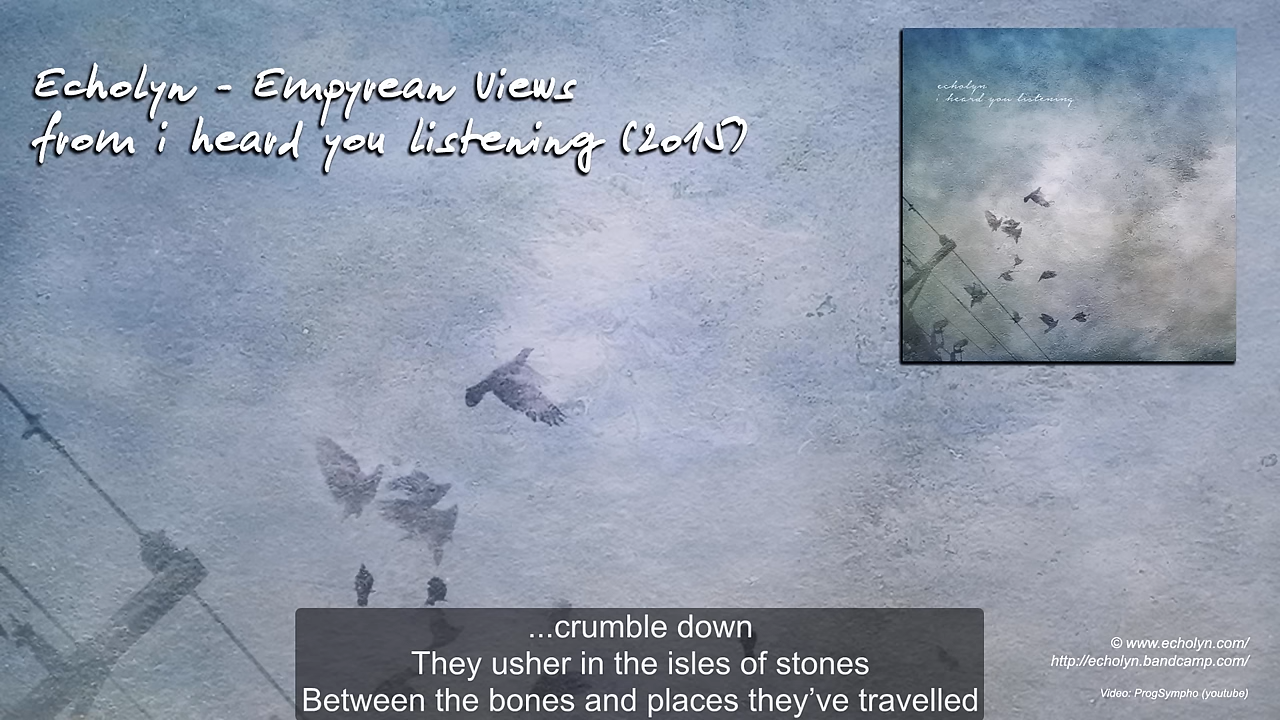 Echolyn - Empyrean Views
from i heard you listening (2015)
echolyn
i heard you listening
...crumble down
They usher in the isles of stones
Between the bones and places they’ve travelled
© www.echolyn.com/
http://echolyn.bandcamp.com/
Video: ProgSympho (youtube)